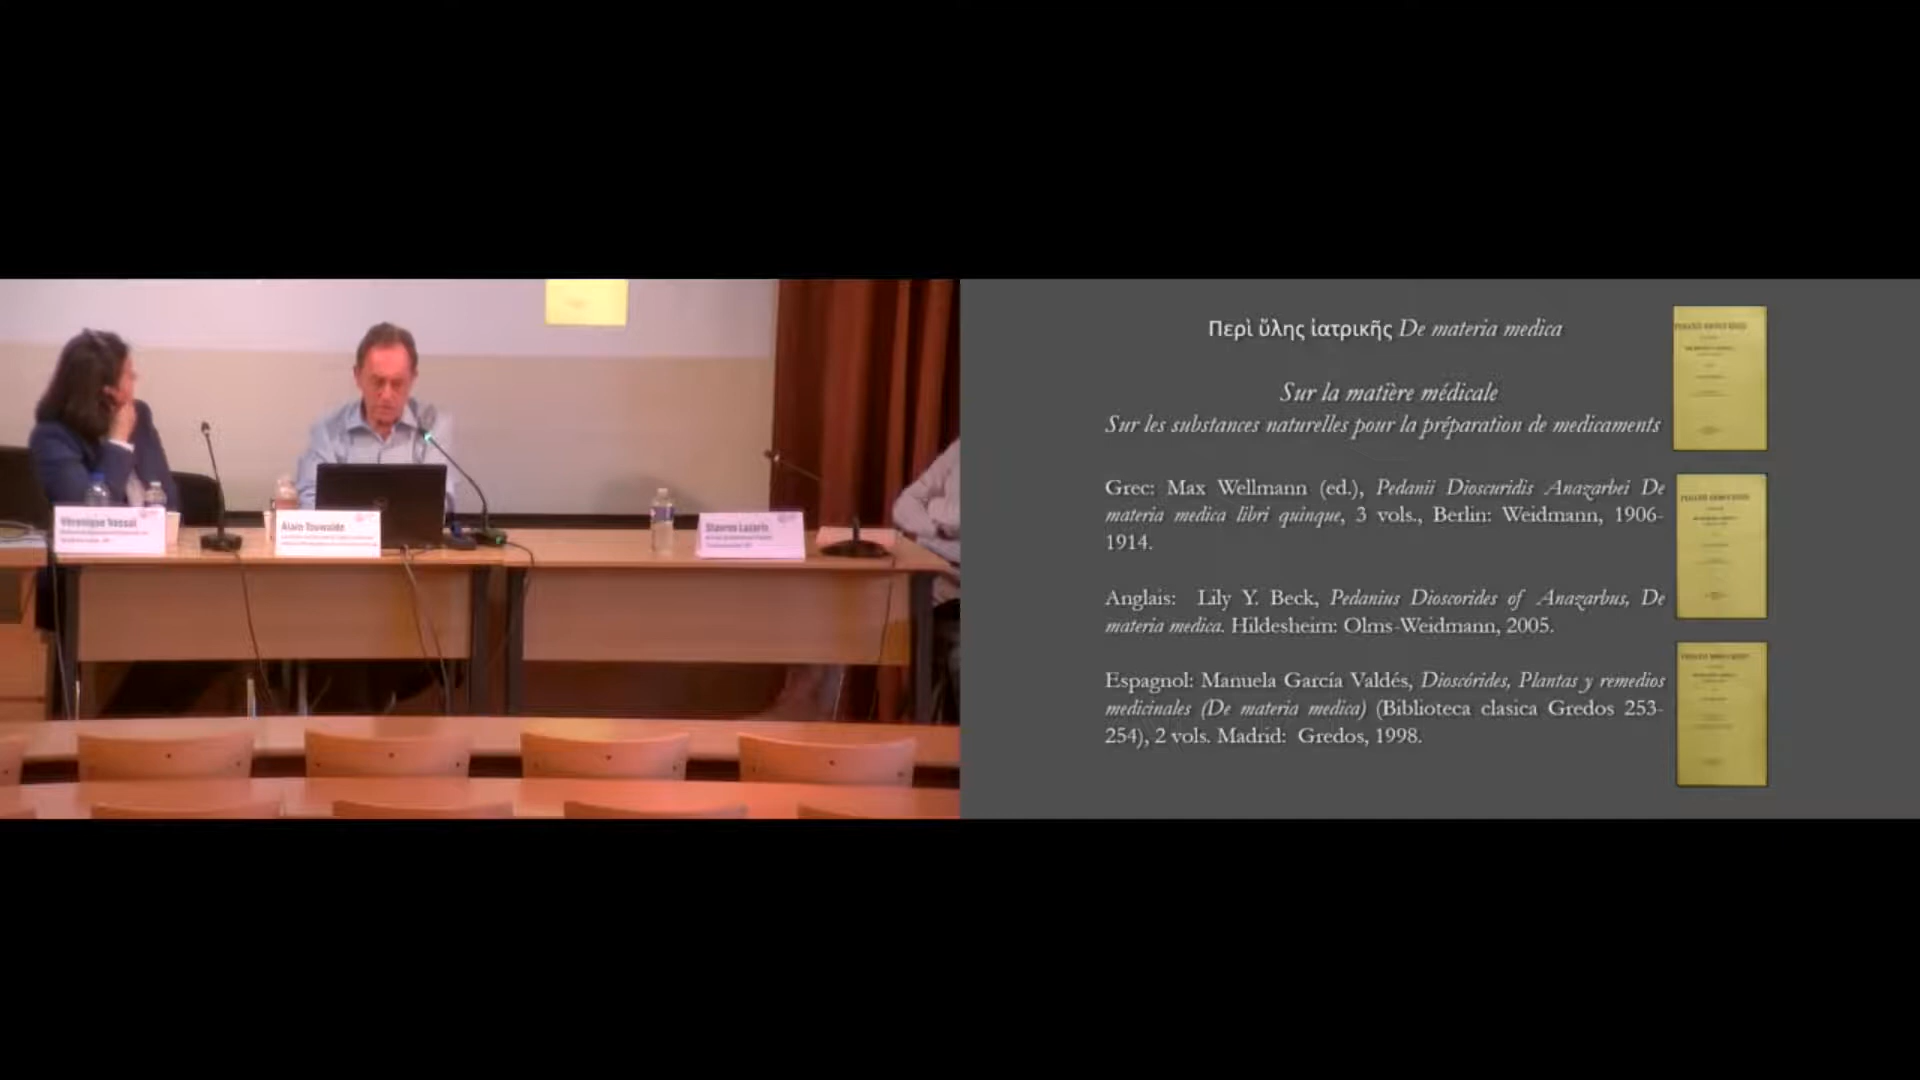 Véronique Vassal
Alain Touwaide
Stavros Lazaris
Περὶ ὕλης ἰατρικῆς De materia medica
Sur la matière médicale
Sur les substances naturelles pour la préparation de medicaments
Grec: Max Wellmann (ed.), Pedanii Dioscuridis Anazarbei De
materia medica libri quinque, 3 vols., Berlin: Weidmann, 1906-
1914.
Anglais: Lily Y. Beck, Pedanius Dioscorides of Anazarbus, De
materia medica. Hildesheim: Olms-Weidmann, 2005.
Espagnol: Manuela García Valdés, Dioscórides, Plantas y remedios
medicinales (De materia medica) (Biblioteca clasica Gredos 253-
254), 2 vols. Madrid: Gredos, 1998.